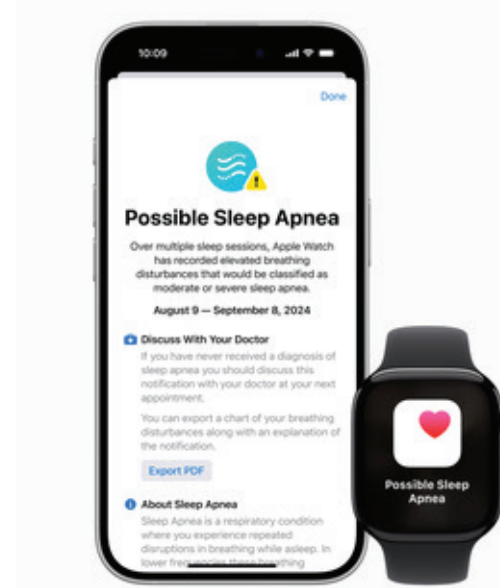 10:09
Done
Possible Sleep Apnea
Over multiple sleep sessions, Apple Watch
has recorded elevated breathing
disturbances that would be classified as
moderate or severe sleep apnea.
August 9 — September 8, 2024
Discuss With Your Doctor
If you have never received a diagnosis of
sleep apnea you should discuss this
notification with your doctor at your next
appointment.
You can export a chart of your breathing
disturbances along with an explanation of
the notification.
Export PDF
About Sleep Apnea
Sleep Apnea is a respiratory condition
where you experience repeated
disruptions in breathing while asleep. In
lower frequencies these breathing
Possible Sleep
Apnea